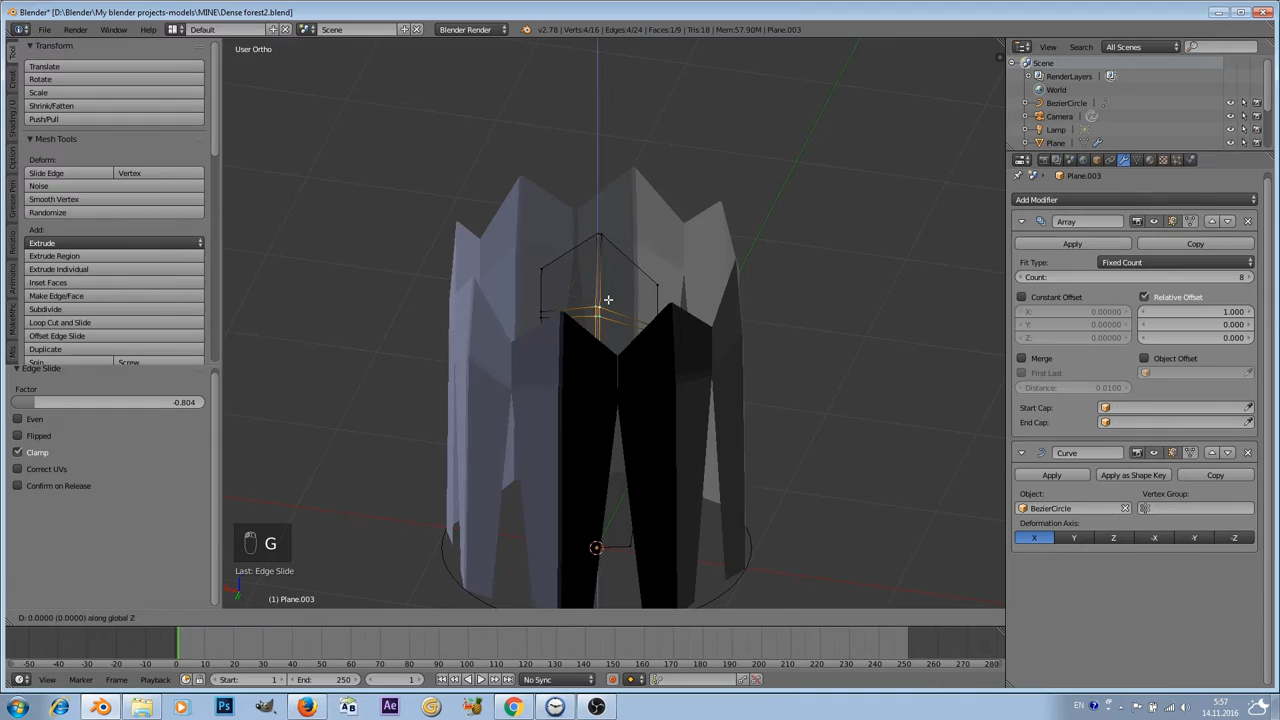 Blender* [D:\Blender\My blender projects-models\MINE\Dense forest2.blend]
File Render Window Help Default Scene Blender Render v2.78 | Verts:4/16 | Edges:4/24 | Faces:1/9 | Tris:18 | Mem:57.90M | Plane.003
Transform
Translate
Rotate
Scale
Shrink/Fatten
Push/Pull
Mesh Tools
Deform:
Slide Edge Vertex
Noise
Smooth Vertex
Randomize
Add:
Extrude
Extrude Region
Extrude Individual
Inset Faces
Make Edge/Face
Subdivide
Loop Cut and Slide
Offset Edge Slide
Duplicate
Spin Screw
Edge Slide
Factor
-0.804
Even
Flipped
Clamp
Correct UVs
Confirm on Release
User Ortho
G
Last: Edge Slide
(1) Plane.003
D: 0.0000 (0.0000) along global Z
View Search All Scenes
Scene
RenderLayers
World
BezierCircle
Camera
Lamp
Plane
Plane.003
Add Modifier
Array
Apply Copy
Fit Type: Fixed Count
Count: 8
Constant Offset Relative Offset
X: 0.00000 1.000
Y: 0.00000 0.000
Z: 0.00000 0.000
Merge Object Offset
First Last
Distance: 0.0100
Start Cap:
End Cap:
Curve
Apply Apply as Shape Key Copy
Object: Vertex Group:
BezierCircle
Deformation Axis:
X Y Z -X -Y -Z
-50 -40 -30 -20 -10 0 10 20 30 40 50 60 70 80 90 100 110 120 130 140 150 160 170 180 190 200 210 220 230 240 250 260 270 280
View Marker Frame Playback Start: 1 End: 250 1 No Sync
EN 5:57
14.11.2016